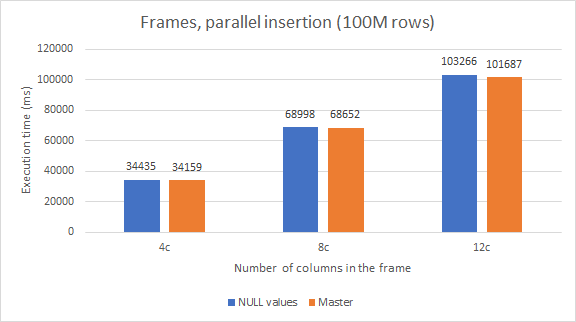 Frames, parallel insertion (100M rows)
120000
100000
80000
60000
40000
20000
0
Execution time (ms)
34435 34159
68998 68652
103266 101687
4c 8c 12c
Number of columns in the frame
NULL values Master